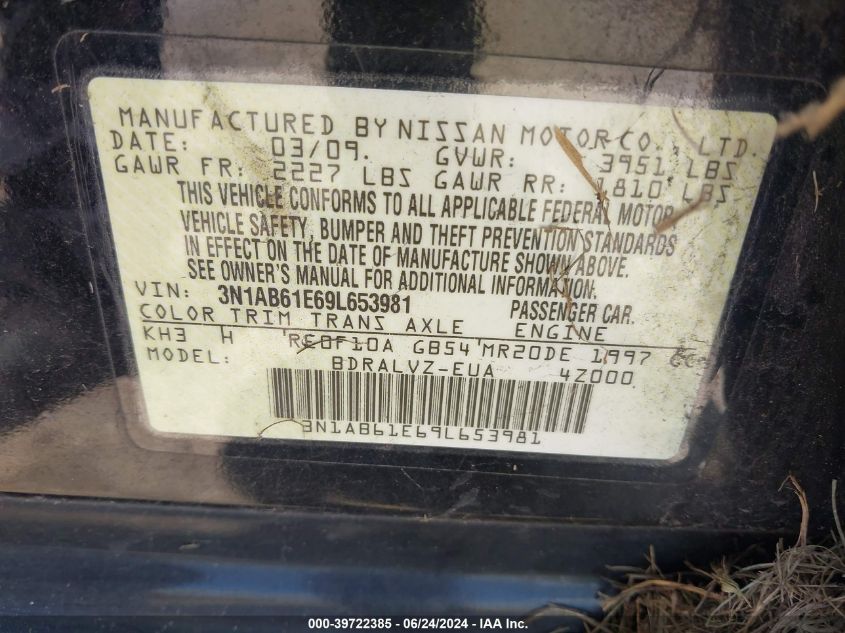 MANUFACTURED BY NISSAN MOTOR CO., LTD.
DATE: 03/09. GVWR: 3951 LBS
GAWR FR: 2227 LBS GAWR RR: 1810 LBS
THIS VEHICLE CONFORMS TO ALL APPLICABLE FEDERAL MOTOR
VEHICLE SAFETY, BUMPER AND THEFT PREVENTION STANDARDS
IN EFFECT ON THE DATE OF MANUFACTURE SHOWN ABOVE.
SEE OWNER'S MANUAL FOR ADDITIONAL INFORMATION.
VIN: 3N1AB61E69L653981 PASSENGER CAR.
COLOR TRIM TRANS AXLE ENGINE
KH3 H RE0F10A GB54 MR20DE 1997 CC
MODEL: BDRALVZ-EUA 4Z000
3N1AB61E69L653981
000-39722385 - 06/24/2024 - IAA Inc.